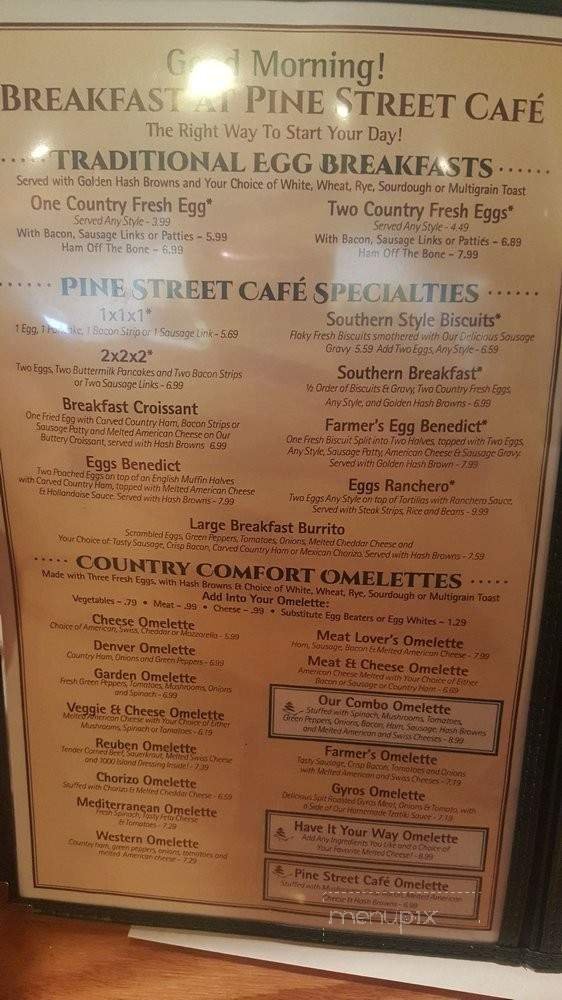 Good Morning!
BREAKFAST AT PINE STREET CAFÉ
The Right Way To Start Your Day!
TRADITIONAL EGG BREAKFASTS
Served with Golden Hash Browns and Your Choice of White, Wheat, Rye, Sourdough or Multigrain Toast
One Country Fresh Egg*
Served Any Style - 3.99
With Bacon, Sausage Links or Patties - 5.99
Ham Off The Bone - 6.99
Two Country Fresh Eggs*
Served Any Style - 4.49
With Bacon, Sausage Links or Patties - 6.89
Ham Off The Bone - 7.99
PINE STREET CAFÉ SPECIALTIES
1x1x1*
1 Egg, 1 Pancake, 1 Bacon Strip or 1 Sausage Link - 5.69
2x2x2*
Two Eggs, Two Buttermilk Pancakes and Two Bacon Strips
or Two Sausage Links - 6.99
Breakfast Croissant
One Fried Egg with Carved Country Ham, Bacon Strips or
Sausage Patty and Melted American Cheese on Our
Buttery Croissant, served with Hash Browns 6.99
Eggs Benedict
Two Poached Eggs on top of an English Muffin Halves
with Carved Country Ham, topped with Melted American Cheese
& Hollandaise Sauce. Served with Hash Browns - 7.99
Southern Style Biscuits*
Flaky Fresh Biscuits smothered with Our Delicious Sausage
Gravy 5.59 Add Two Eggs, Any Style - 6.59
Southern Breakfast*
½ Order of Biscuits & Gravy, Two Country Fresh Eggs,
Any Style, and Golden Hash Browns - 6.99
Farmer's Egg Benedict*
One Fresh Biscuit Split into Two Halves, topped with Two Eggs,
Any Style, Sausage Patty, American Cheese & Sausage Gravy.
Served with Golden Hash Brown - 7.99
Eggs Ranchero*
Two Eggs Any Style on top of Tortillas with Ranchero Sauce,
Served with Steak Strips, Rice and Beans - 9.99
Large Breakfast Burrito
Scrambled Eggs, Green Peppers, Tomatoes, Onions, Melted Cheddar Cheese and
Your Choice of: Tasty Sausage, Crisp Bacon, Carved Country Ham or Mexican Chorizo. Served with Hash Browns - 7.59
COUNTRY COMFORT OMELETTES
Made with Three Fresh Eggs, with Hash Browns & Choice of White, Wheat, Rye, Sourdough or Multigrain Toast
Add Into Your Omelette:
Vegetables - .79 • Meat - .99 • Cheese - .99 • Substitute Egg Beaters or Egg Whites - 1.29
Cheese Omelette
Choice of American, Swiss, Cheddar or Mozzarella - 5.99
Denver Omelette
Country Ham, Onions and Green Peppers - 6.99
Garden Omelette
Fresh Green Peppers, Tomatoes, Mushrooms, Onions
and Spinach - 6.99
Veggie & Cheese Omelette
Melted American Cheese with Your Choice of Either
Mushrooms, Spinach or Tomatoes - 6.19
Reuben Omelette
Tender Corned Beef, Sauerkraut, Melted Swiss Cheese
and 1000 Island Dressing Inside! - 7.39
Chorizo Omelette
Stuffed with Chorizo & Melted Cheddar Cheese - 6.59
Mediterranean Omelette
Fresh Spinach, Tasty Feta Cheese
& Tomatoes - 7.29
Western Omelette
Country ham, green peppers, onions, tomatoes and
melted American cheese - 7.29
Meat Lover's Omelette
Ham, Sausage, Bacon & Melted American Cheese - 7.99
Meat & Cheese Omelette
American Cheese Melted with Your Choice of Either
Bacon or Sausage or Country Ham - 6.69
Our Combo Omelette
Stuffed with Spinach, Mushrooms, Tomatoes,
Green Peppers, Onions, Bacon, Ham, Sausage, Hash Browns
and Melted American and Swiss Cheeses - 8.99
Farmer's Omelette
Tasty Sausage, Crisp Bacon, Tomatoes and Onions
with Melted American and Swiss Cheeses - 7.19
Gyros Omelette
Delicious Spit Roasted Gyros Meat, Onions & Tomato, with
a Side of Our Homemade Tzatiki Sauce - 7.19
Have It Your Way Omelette
Add Any Ingredients You Like and a Choice of
Your Favorite Melted Cheese! - 8.99
Pine Street Café Omelette
Stuffed with Melted American
Cheese & Hash Browns - 6.99
menupix